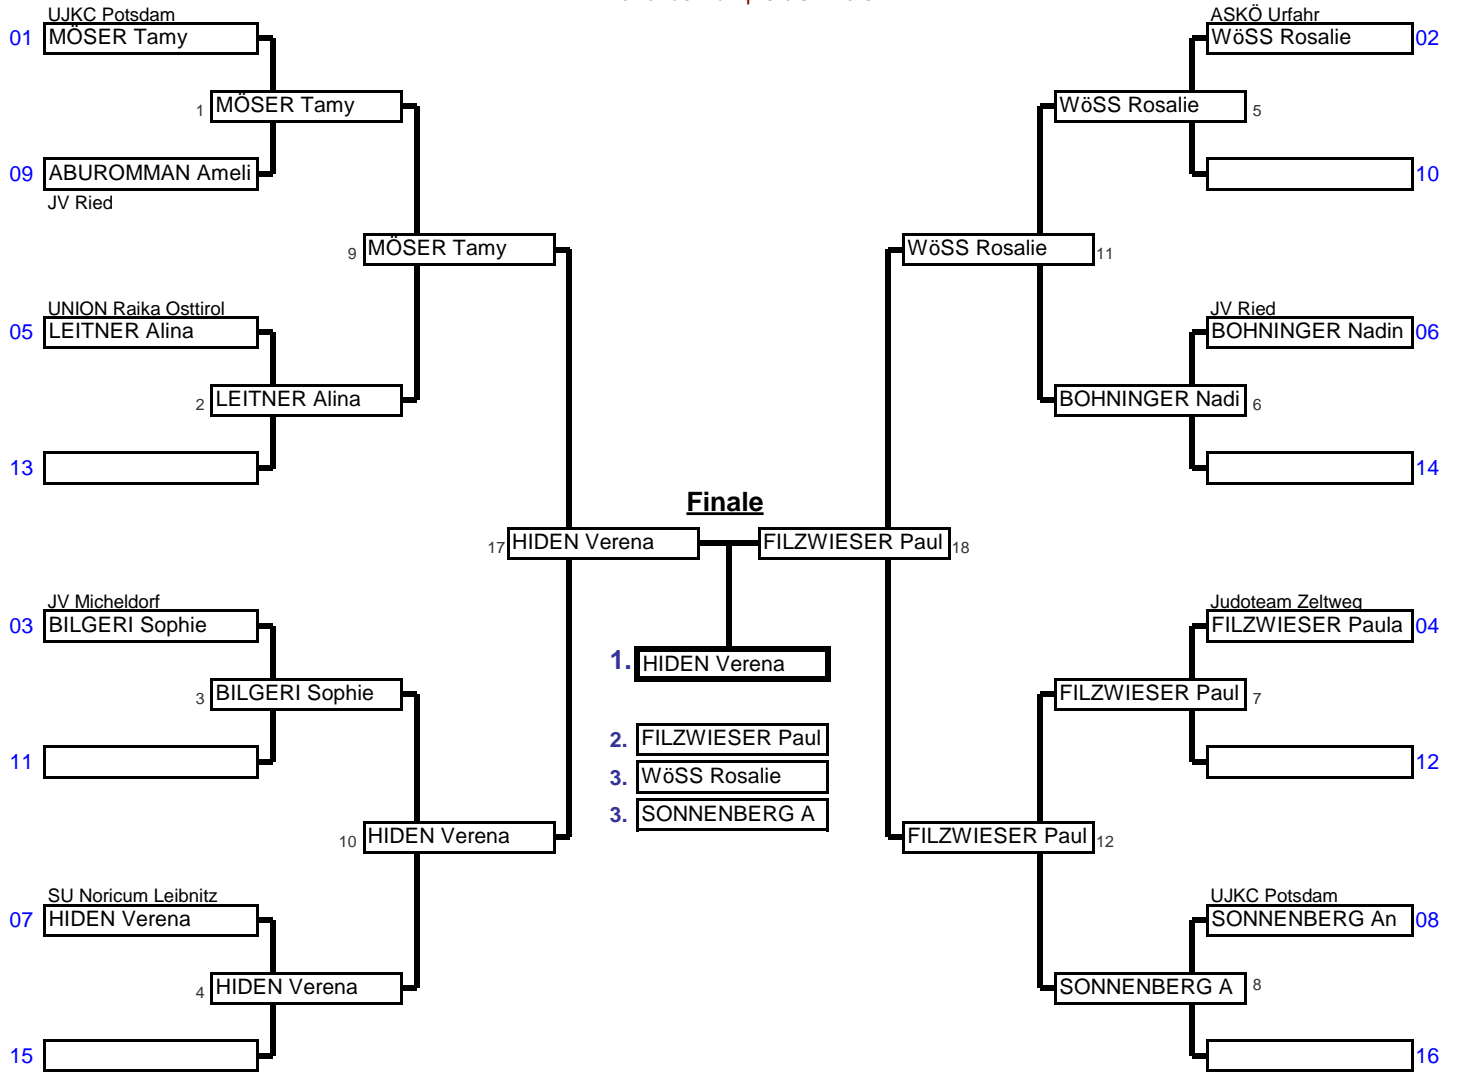 UJKC Potsdam
01 MÖSER Tamy
1 MÖSER Tamy
09 ABUROMMAN Ameli
JV Ried
9 MÖSER Tamy
UNION Raika Osttirol
05 LEITNER Alina
2 LEITNER Alina
13
17 HIDEN Verena
JV Micheldorf
03 BILGERI Sophie
3 BILGERI Sophie
11
10 HIDEN Verena
SU Noricum Leibnitz
07 HIDEN Verena
4 HIDEN Verena
15
Finale
1. HIDEN Verena
2. FILZWIESER Paul
3. WöSS Rosalie
3. SONNENBERG A
ASKÖ Urfahr
WöSS Rosalie 02
WöSS Rosalie 5
10
WöSS Rosalie 11
JV Ried
BOHNINGER Nadin 06
BOHNINGER Nadi 6
14
FILZWIESER Paul 18
Judoteam Zeltweg
FILZWIESER Paula 04
FILZWIESER Paul 7
12
FILZWIESER Paul 12
UJKC Potsdam
SONNENBERG An 08
SONNENBERG A 8
16